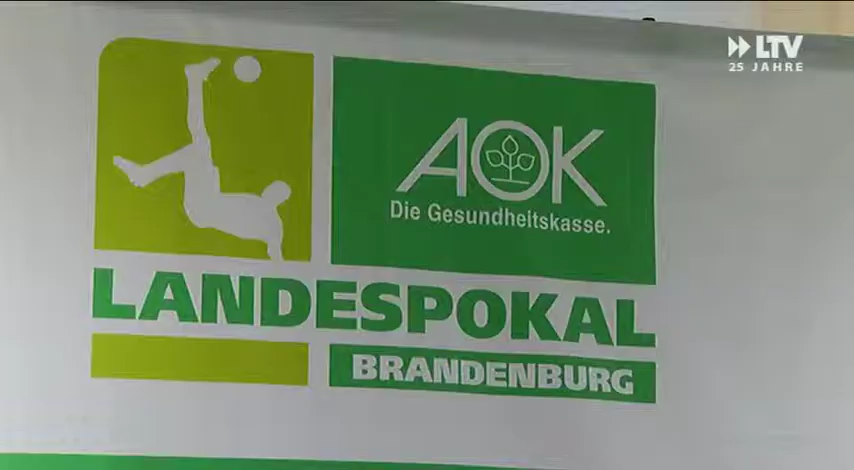 LTV
25 JAHRE
AOK
Die Gesundheitskasse.
LANDESPOKAL
BRANDENBURG